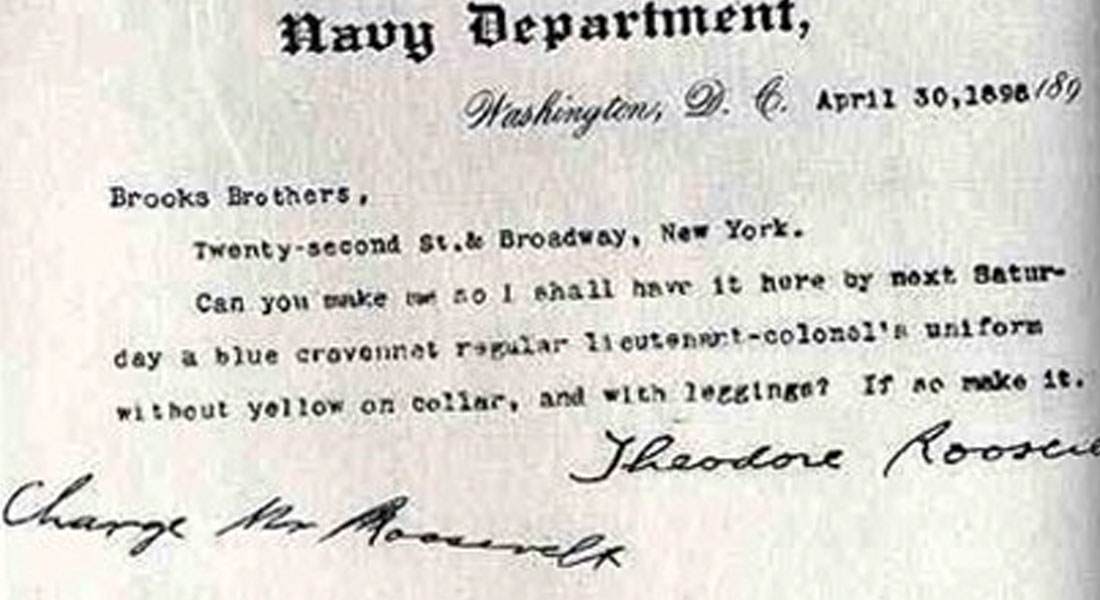 Navy Department,
Washington, D. C. April 30,1898 189
Brooks Brothers,
Twenty-second St.& Broadway, New York.
Can you make me so I shall have it here by next Satur-
day a blue cravennet regular lieutenant-colonel's uniform
without yellow on collar, and with leggings? If so make it.
Theodore Roosevel
Charge Mr Roosevelt